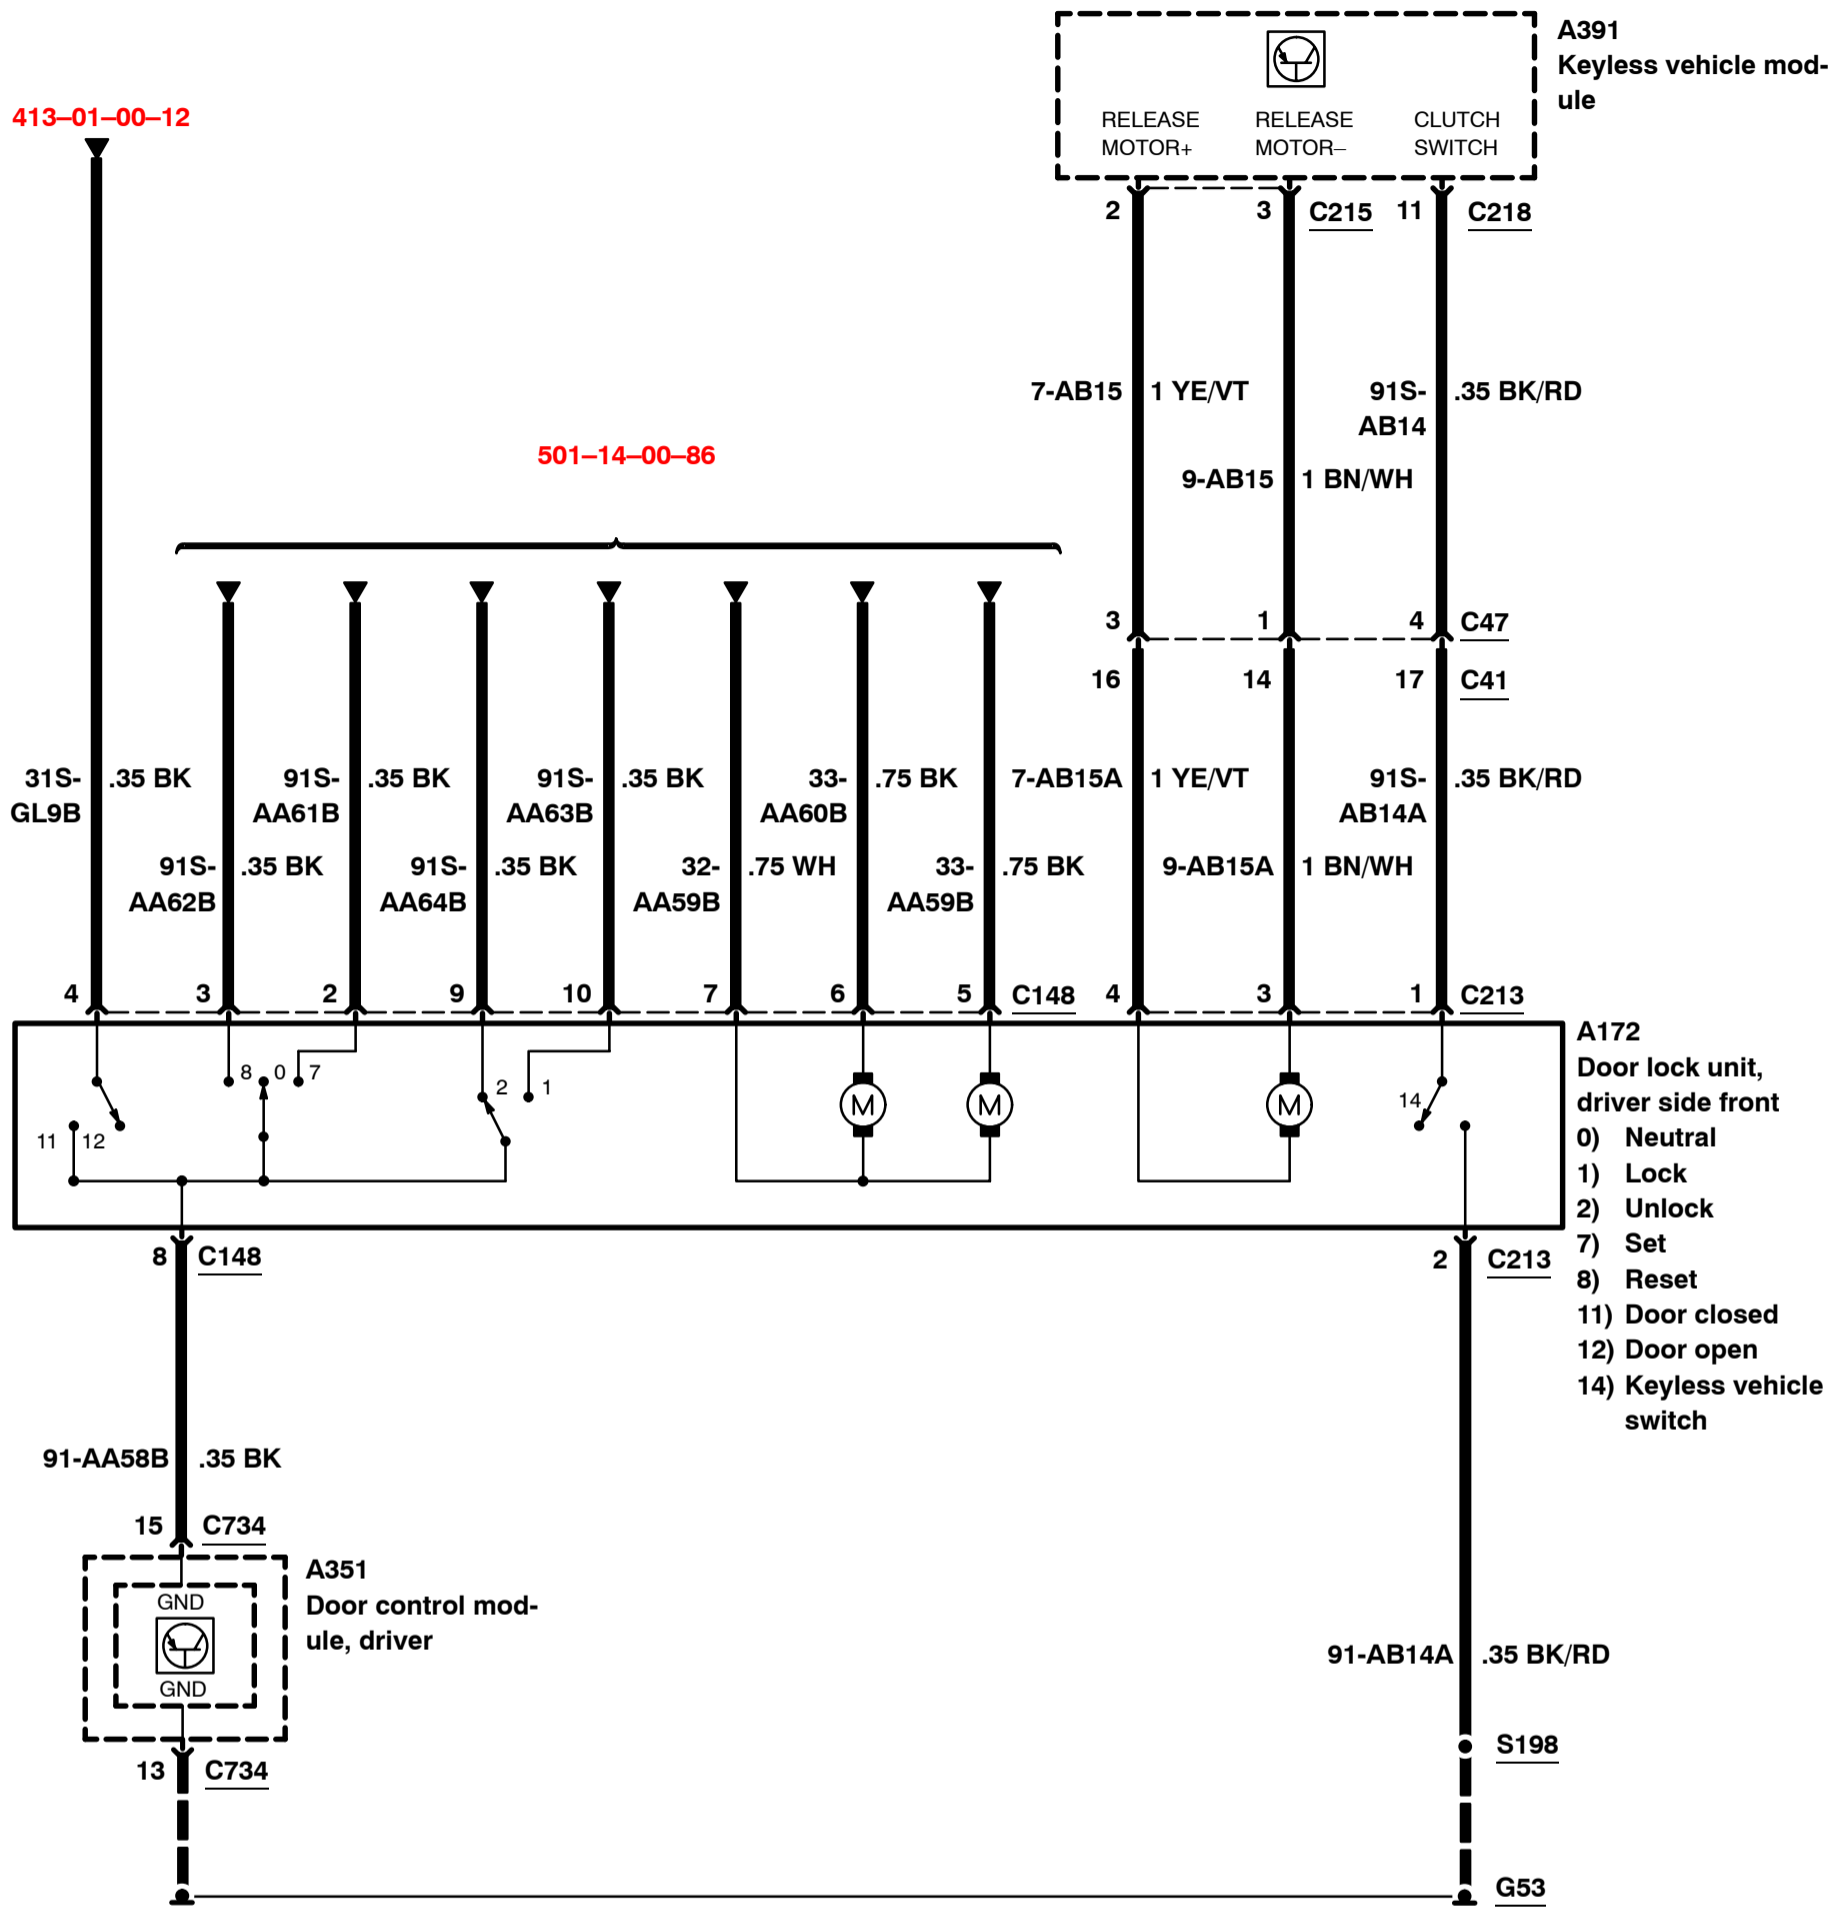 A391
Keyless vehicle mod-
ule
413–01–00–12
RELEASE MOTOR+
RELEASE MOTOR–
CLUTCH SWITCH
2 3 C215 11 C218
7-AB15 1 YE/VT 91S-AB14 .35 BK/RD
501–14–00–86
9-AB15 1 BN/WH
3 1 4 C47
16 14 17 C41
31S-GL9B .35 BK 91S-AA61B .35 BK 91S-AA63B .35 BK 33-AA60B .75 BK 7-AB15A 1 YE/VT 91S-AB14A .35 BK/RD
91S-AA62B .35 BK 91S-AA64B .35 BK 32-AA59B .75 WH 33-AA59B .75 BK 9-AB15A 1 BN/WH
4 3 2 9 10 7 6 5 C148 4 3 1 C213
8 0 7 2 1
M M M 14
11 12
A172
Door lock unit,
driver side front
0) Neutral
1) Lock
2) Unlock
7) Set
8) Reset
11) Door closed
12) Door open
14) Keyless vehicle
switch
8 C148 2 C213
91-AA58B .35 BK
15 C734
A351
Door control mod-
ule, driver
GND
GND
91-AB14A .35 BK/RD
13 C734
S198
G53